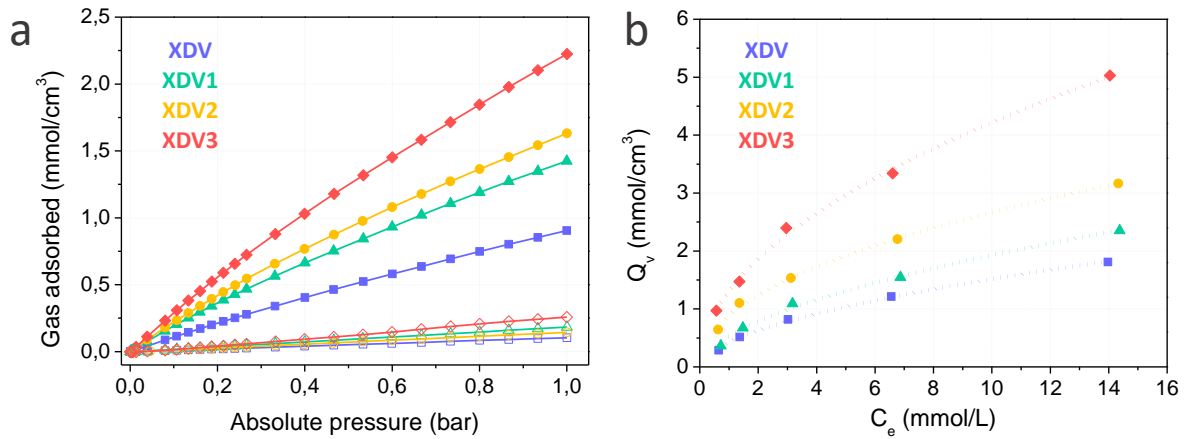 a
XDV
XDV1
XDV2
XDV3
Gas adsorbed (mmol/cm³)
2,5
2,0
1,5
1,0
0,5
0,0
0,0 0,2 0,4 0,6 0,8 1,0
Absolute pressure (bar)
b
XDV
XDV1
XDV2
XDV3
Qᵥ (mmol/cm³)
6
5
4
3
2
1
0
0 2 4 6 8 10 12 14 16
Cₑ (mmol/L)